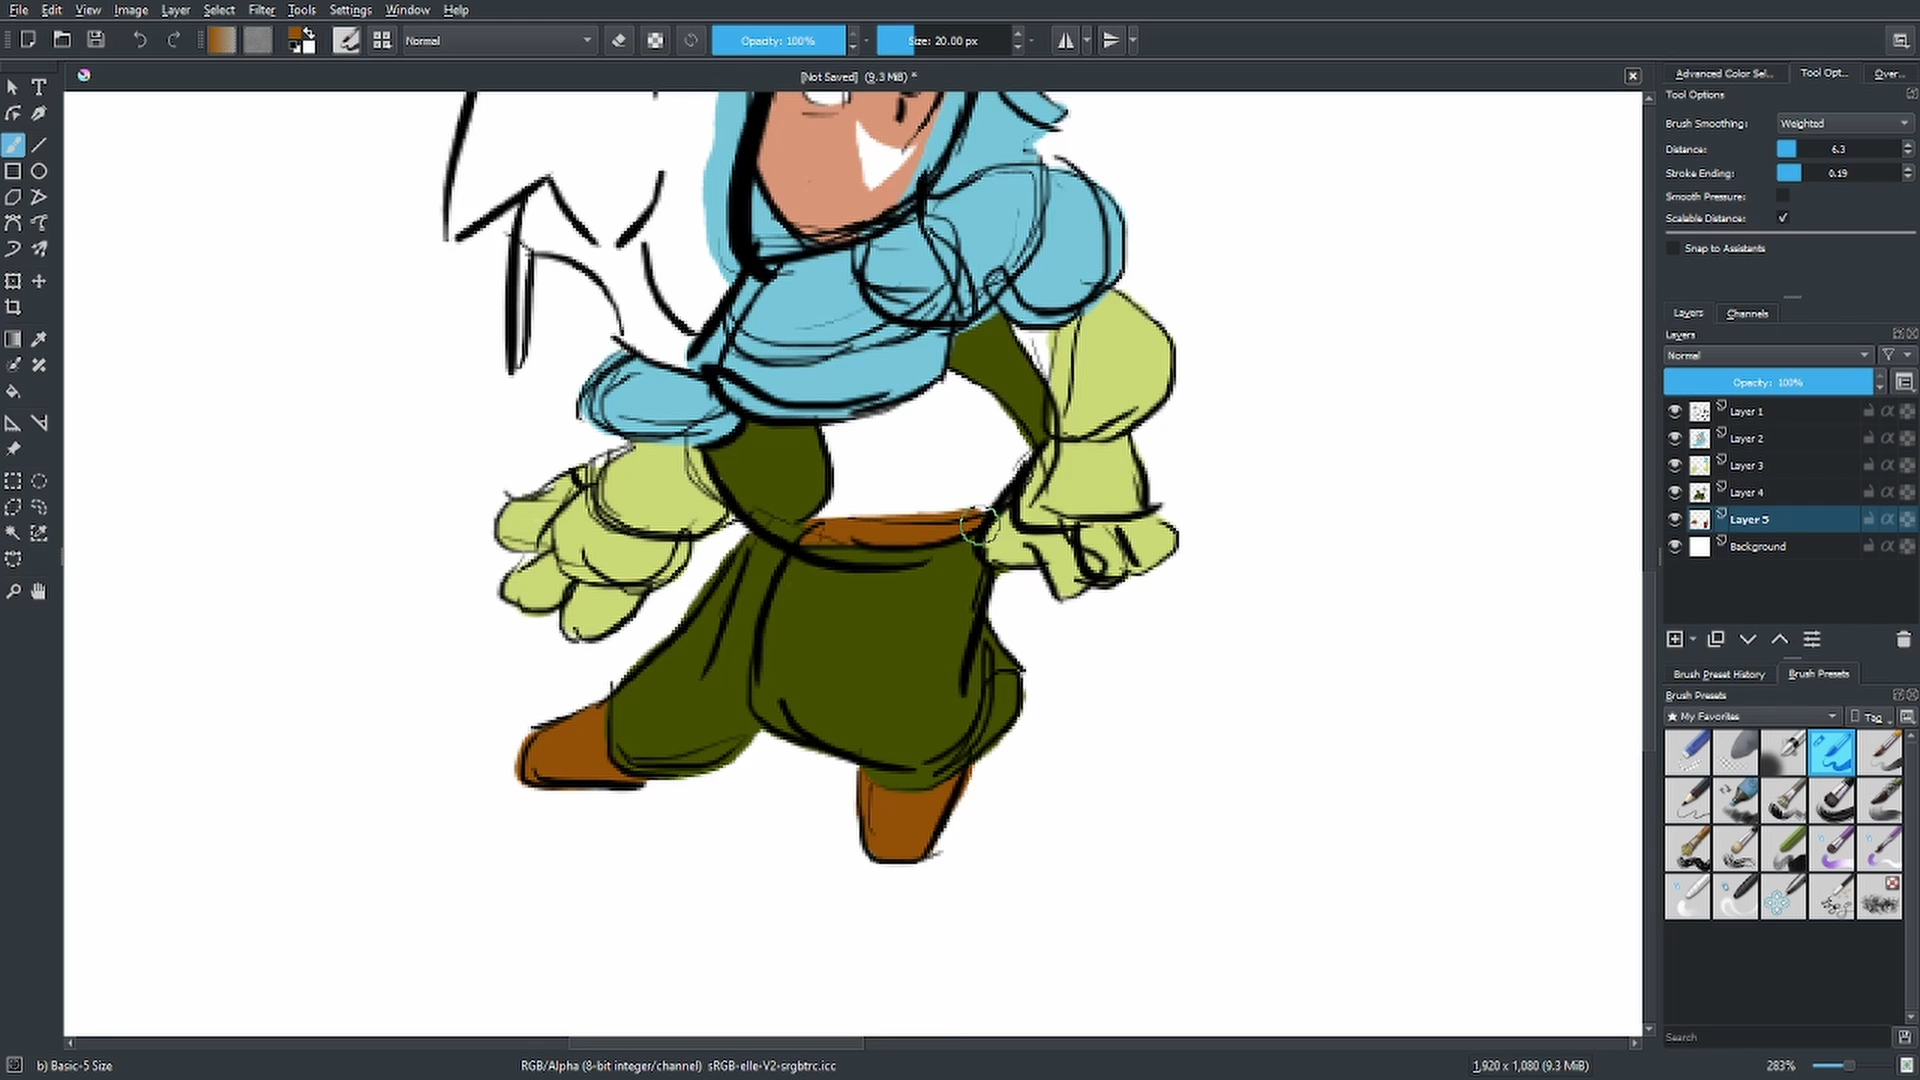 File Edit View Image Layer Select Filter Tools Settings Window Help
Normal Opacity: 100% Size: 20.00 px
[Not Saved] (9.3 MiB) *
Advanced Color Sel... Tool Opt... Over...
Tool Options
Brush Smoothing: Weighted
Distance: 6.3
Stroke Ending: 0.19
Smooth Pressure:
Scalable Distance:
Snap to Assistants
Layers Channels
Layers
Normal
Opacity: 100%
Layer 1
Layer 2
Layer 3
Layer 4
Layer 5
Background
Brush Preset History Brush Presets
Brush Presets
My Favorites Tag
Search
b) Basic-5 Size RGB/Alpha (8-bit integer/channel) sRGB-elle-V2-srgbtrc.icc 1,920 x 1,080 (9.3 MiB) 283%